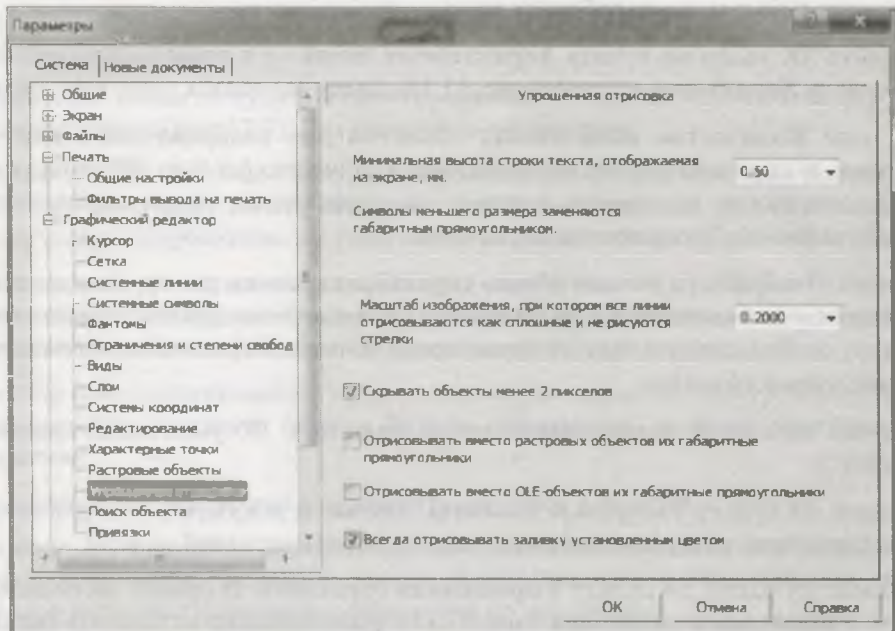 Параметры
Система
Новые документы
Общие
Экран
Файлы
Печать
Общие настройки
Фильтры вывода на печать
Графический редактор
Курсор
Сетка
Системные линии
Системные символы
Фантомы
Ограничения и степени свобод
Виды
Слои
Системы координат
Редактирование
Характерные точки
Растровые объекты
Поиск объекта
Привязки
Упрощенная отрисовка
Минимальная высота строки текста, отображаемая
на экране, мм.
0.50
Символы меньшего размера заменяются
габаритным прямоугольником.
Масштаб изображения, при котором все линии
отрисовываются как сплошные и не рисуются
стрелки
0.2000
Скрывать объекты менее 2 пикселов
Отрисовывать вместо растровых объектов их габаритные
прямоугольники
Отрисовывать вместо OLE-объектов их габаритные прямоугольники
Всегда отрисовывать заливку установленным цветом
OK
Отмена
Справка